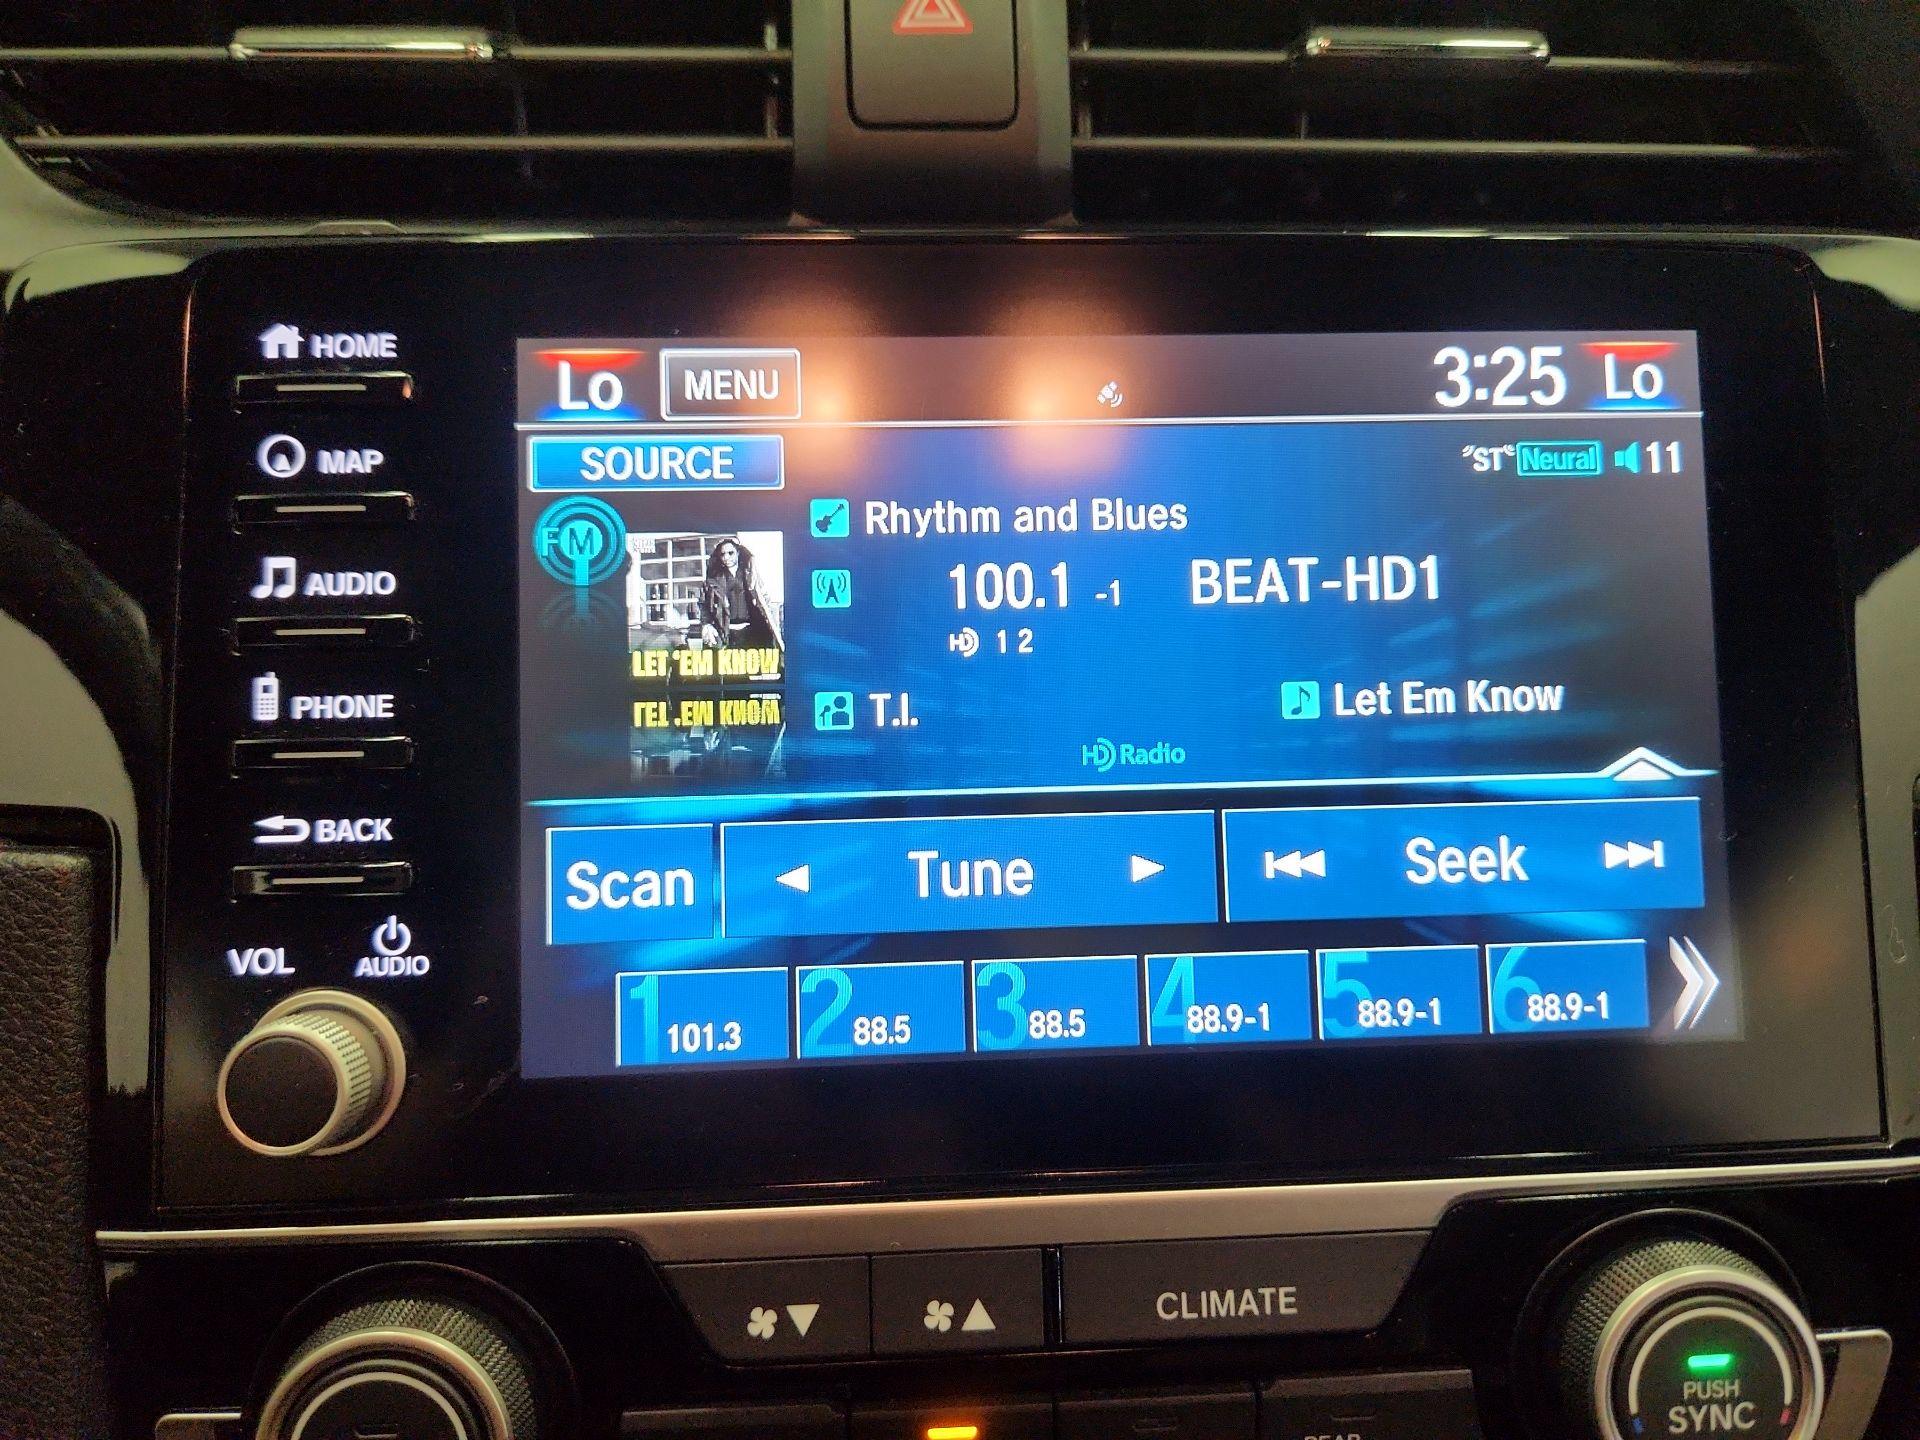 HOME
MAP
AUDIO
PHONE
BACK
VOL
AUDIO
Lo
MENU
3:25
Lo
SOURCE
"ST" Neural 11
FM
Rhythm and Blues
100.1 -1 BEAT-HD1
HD 1 2
LET 'EM KNOW
T.I.
Let Em Know
HD Radio
Scan
Tune
Seek
1 101.3
2 88.5
3 88.5
4 88.9-1
5 88.9-1
6 88.9-1
CLIMATE
PUSH
SYNC
REAR